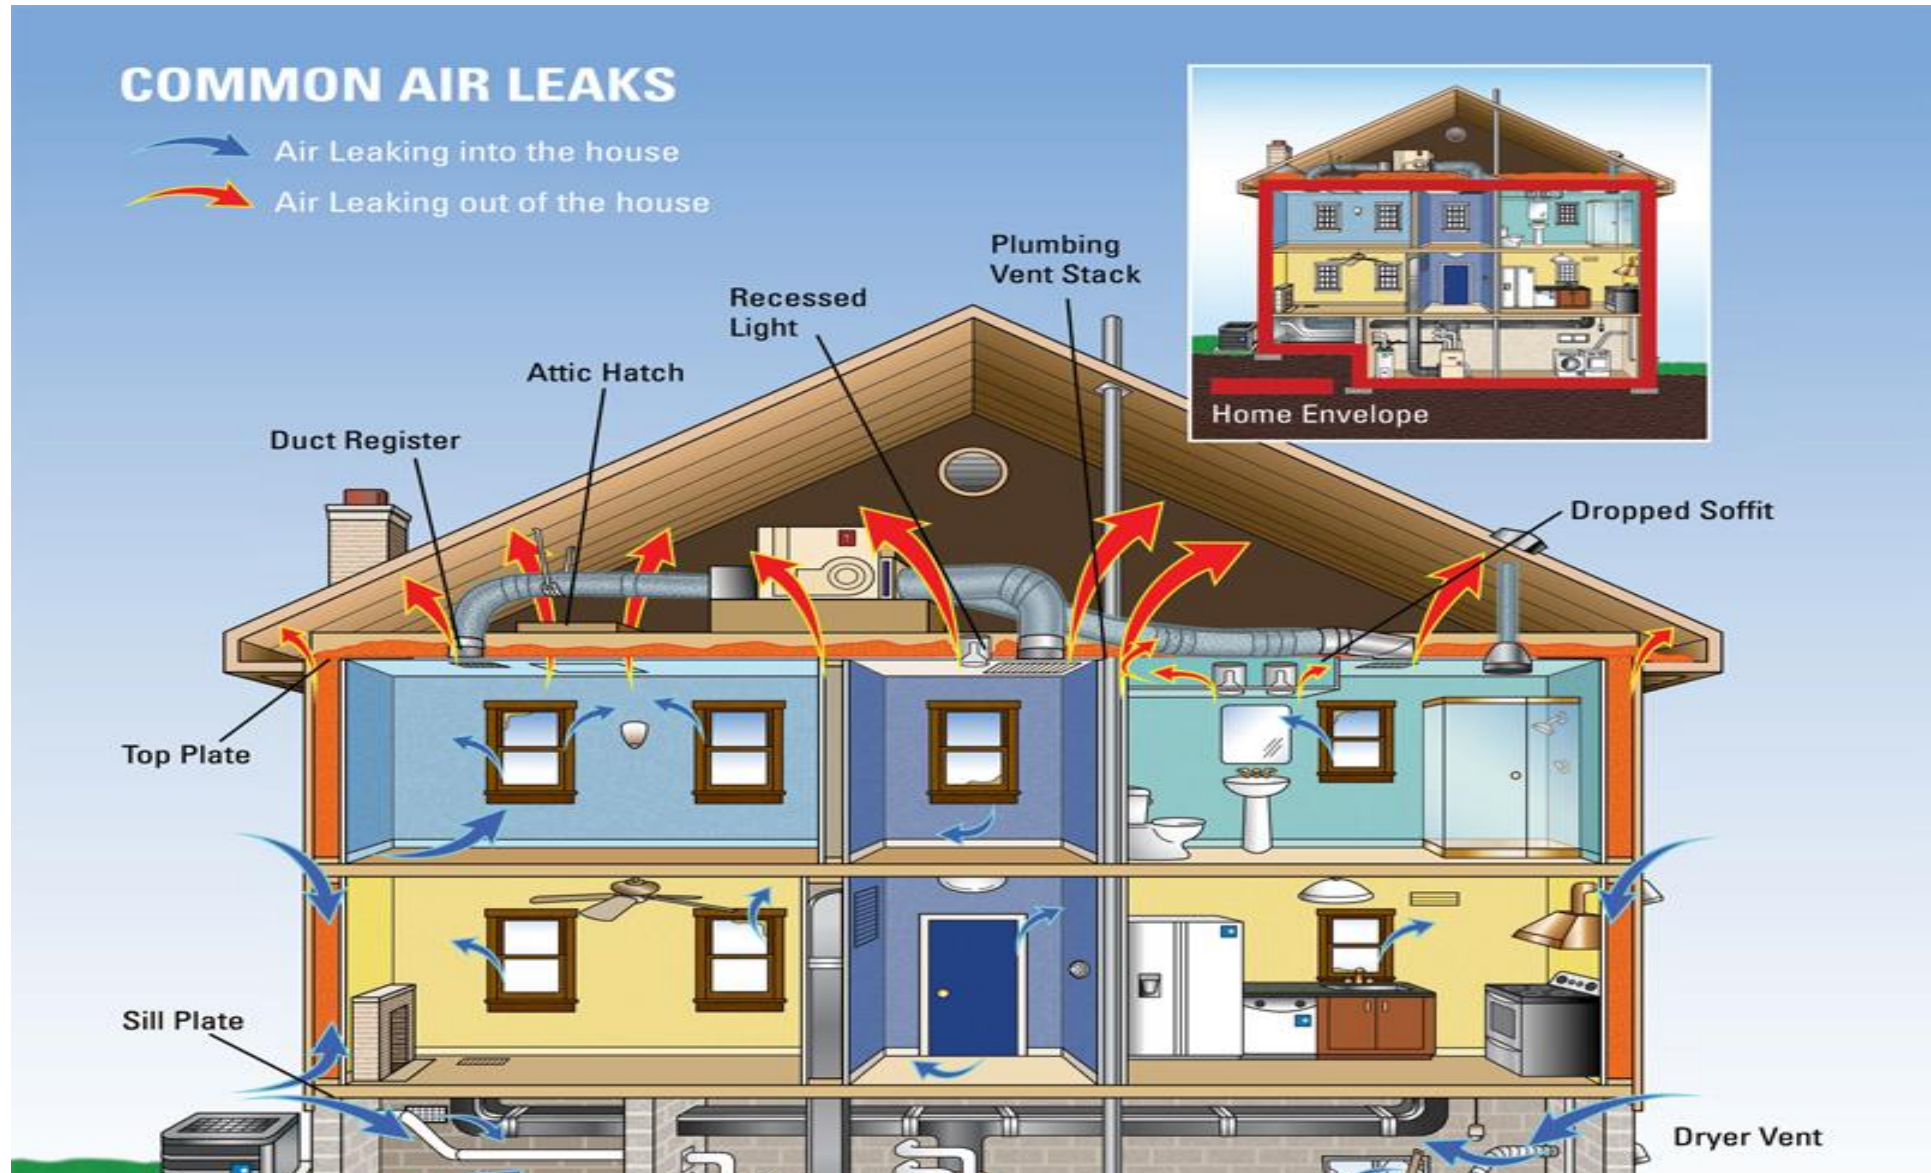 COMMON AIR LEAKS
Air Leaking into the house
Air Leaking out of the house
Plumbing
Vent Stack
Recessed
Light
Attic Hatch
Duct Register
Home Envelope
Dropped Soffit
Top Plate
Sill Plate
Dryer Vent